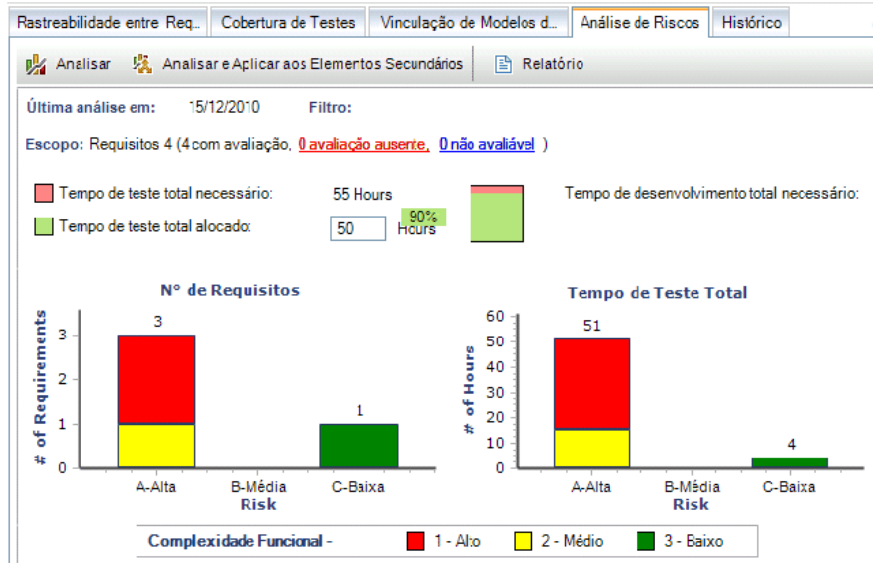 Rastreabilidade entre Req... Cobertura de Testes Vinculação de Modelos d... Análise de Riscos Histórico
Analisar Analisar e Aplicar aos Elementos Secundários Relatório
Última análise em: 15/12/2010 Filtro:
Escopo: Requisitos 4 (4 com avaliação, 0 avaliação ausente, 0 não avaliável )
Tempo de teste total necessário: 55 Hours Tempo de desenvolvimento total necessário:
Tempo de teste total alocado: 50 Hours 90%
N° de Requisitos
# of Requirements
3
2
1
0
3
1
A-Alta B-Média C-Baixa
Risk
Tempo de Teste Total
# of Hours
60
50
40
30
20
10
0
51
4
A-Alta B-Média C-Baixa
Risk
Complexidade Funcional - 1 - Alto 2 - Médio 3 - Baixo